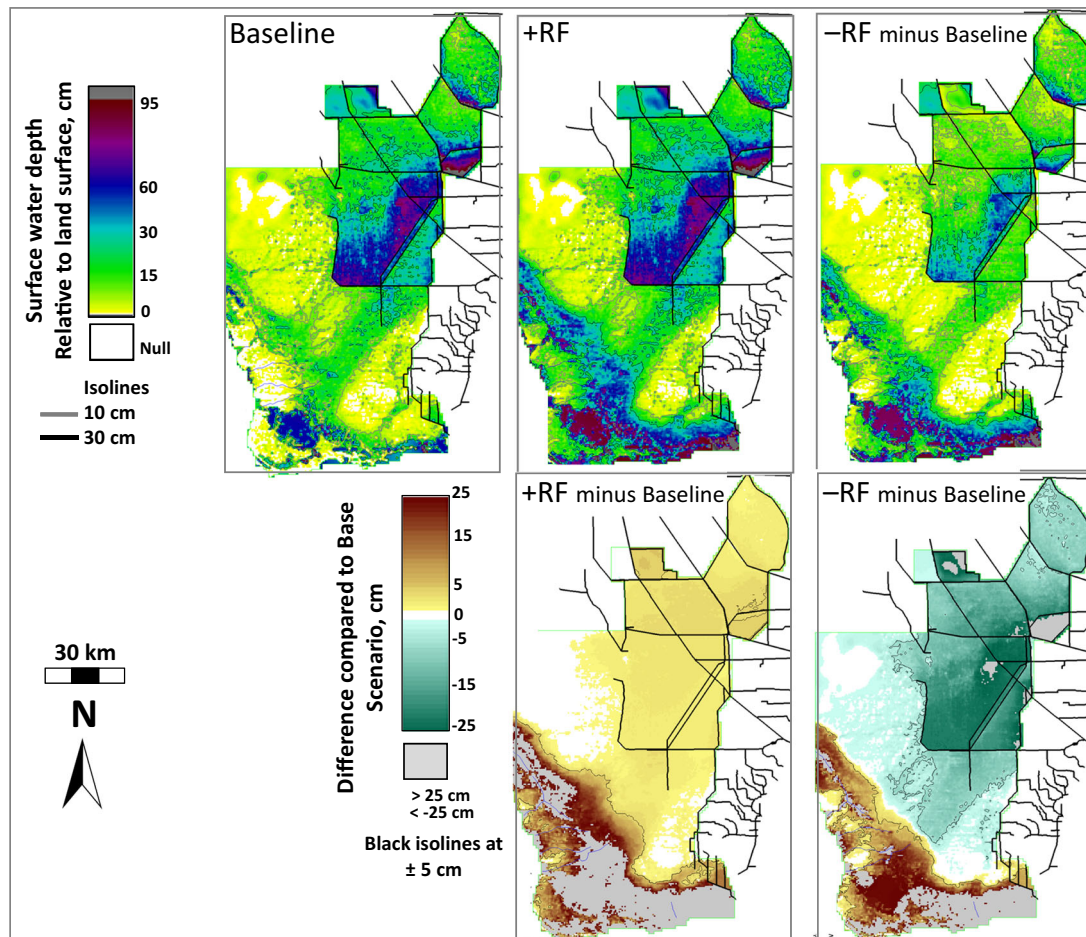 Baseline
+RF
−RF minus Baseline
Surface water depth
Relative to land surface, cm
95
60
30
15
0
Null
Isolines
10 cm
30 cm
+RF minus Baseline
−RF minus Baseline
Difference compared to Base
Scenario, cm
25
15
5
0
-5
-15
-25
> 25 cm
< -25 cm
Black isolines at
± 5 cm
30 km
N